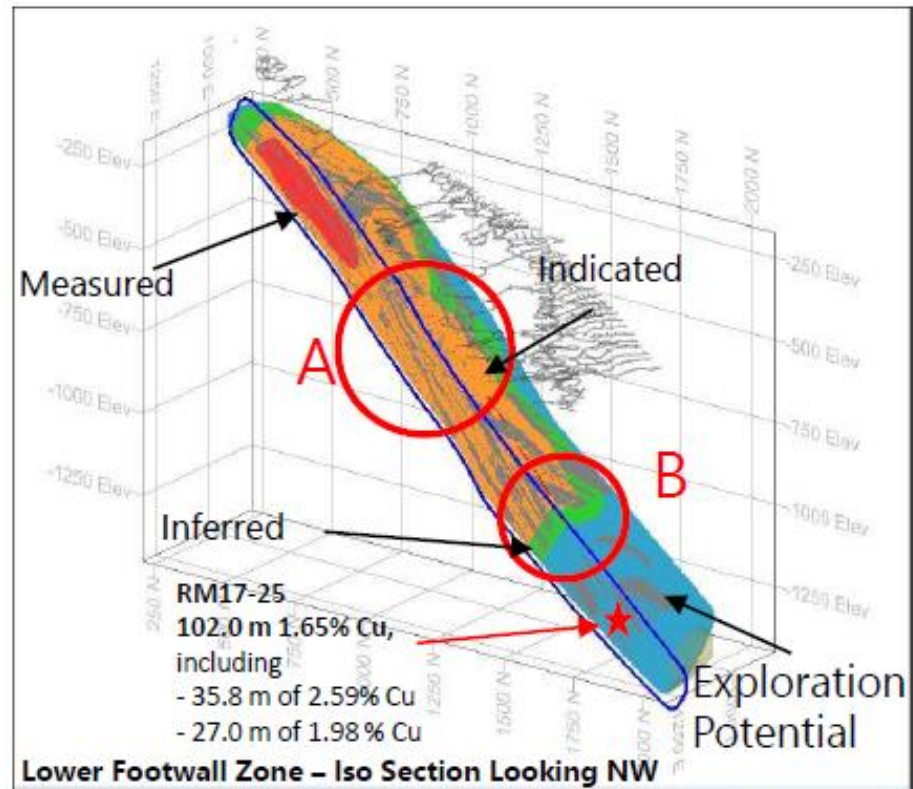 500 N
750 N
1000 N
1250 N
1500 N
1750 N
2000 N
-250 Elev
-500 Elev
-750 Elev
-1000 Elev
-1250 Elev
Measured
Indicated
A
B
Inferred
-250 Elev
-500 Elev
-750 Elev
-1000 Elev
-1250 Elev
RM17-25
102.0 m 1.65% Cu,
including
- 35.8 m of 2.59% Cu
- 27.0 m of 1.98 % Cu
250 N
1250 N
1500 N
1750 N
Exploration
Potential
Lower Footwall Zone – Iso Section Looking NW